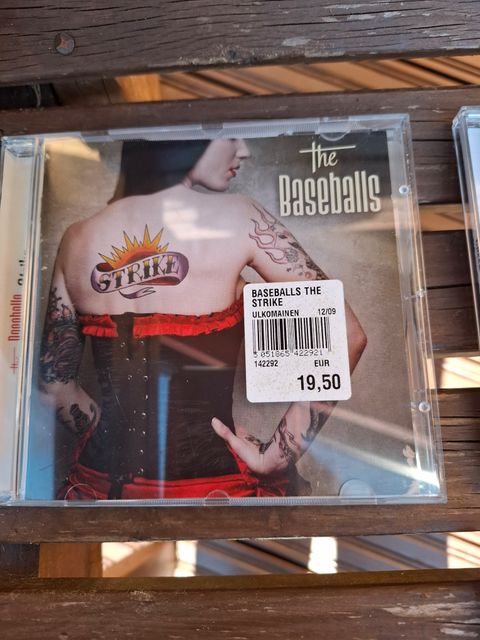 the
Baseballs
STRIKE
BASEBALLS THE
STRIKE
ULKOMAINEN 12/09
5 051865 422921
142292 EUR
19,50
the Baseballs